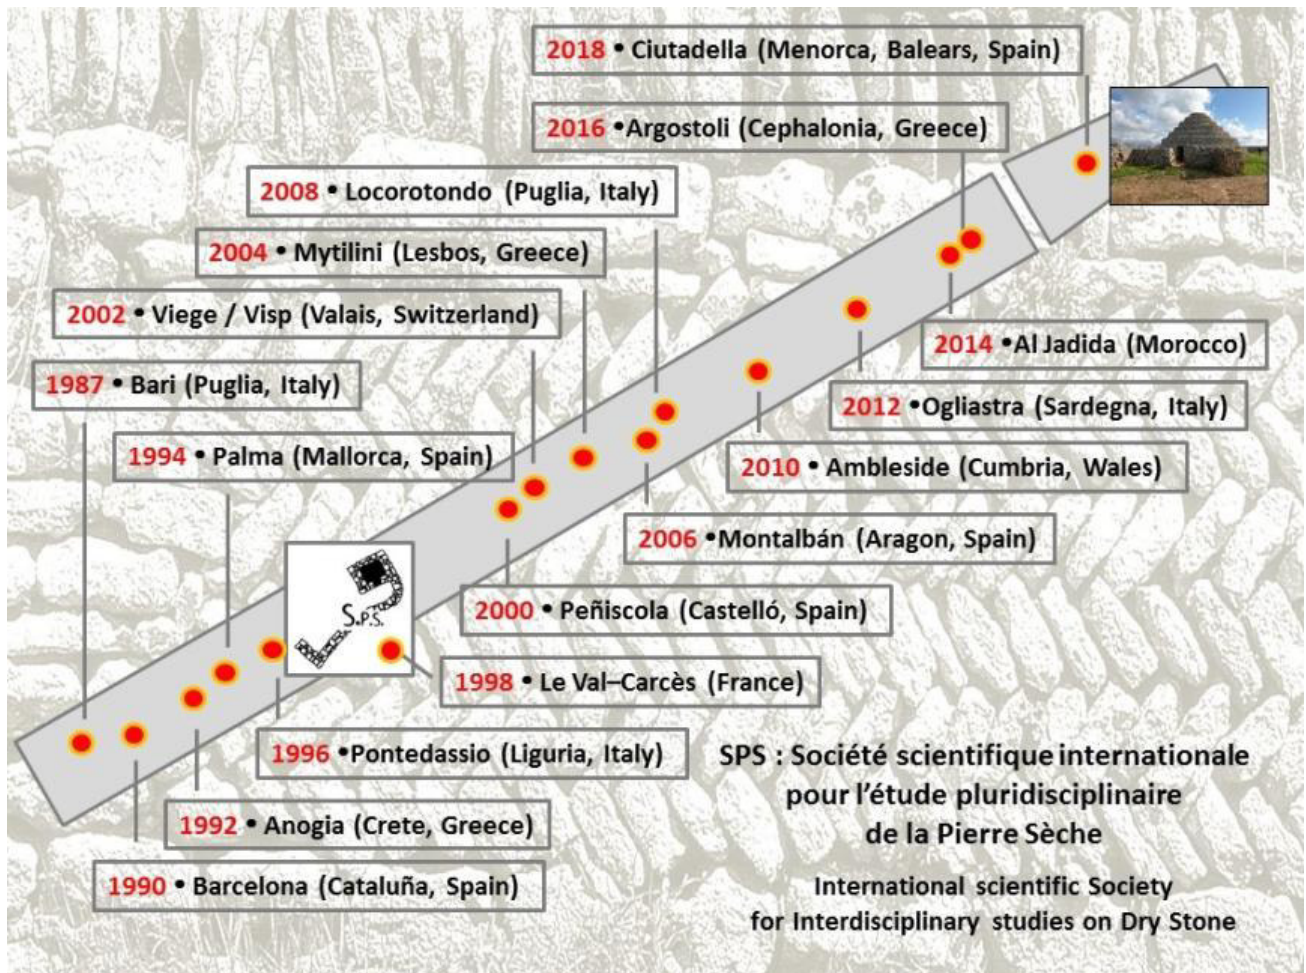 2018 • Ciutadella (Menorca, Balears, Spain)
2016 •Argostoli (Cephalonia, Greece)
2008 • Locorotondo (Puglia, Italy)
2004 • Mytilini (Lesbos, Greece)
2002 • Viege / Visp (Valais, Switzerland)
1987 • Bari (Puglia, Italy)
1994 • Palma (Mallorca, Spain)
2014 •Al Jadida (Morocco)
2012 •Ogliastra (Sardegna, Italy)
2010 • Ambleside (Cumbria, Wales)
2006 •Montalbán (Aragon, Spain)
2000 • Peñiscola (Castelló, Spain)
S.P.S.
1998 • Le Val–Carcès (France)
1996 •Pontedassio (Liguria, Italy)
1992 • Anogia (Crete, Greece)
1990 • Barcelona (Cataluña, Spain)
SPS : Société scientifique internationale
pour l'étude pluridisciplinaire
de la Pierre Sèche
International scientific Society
for Interdisciplinary studies on Dry Stone